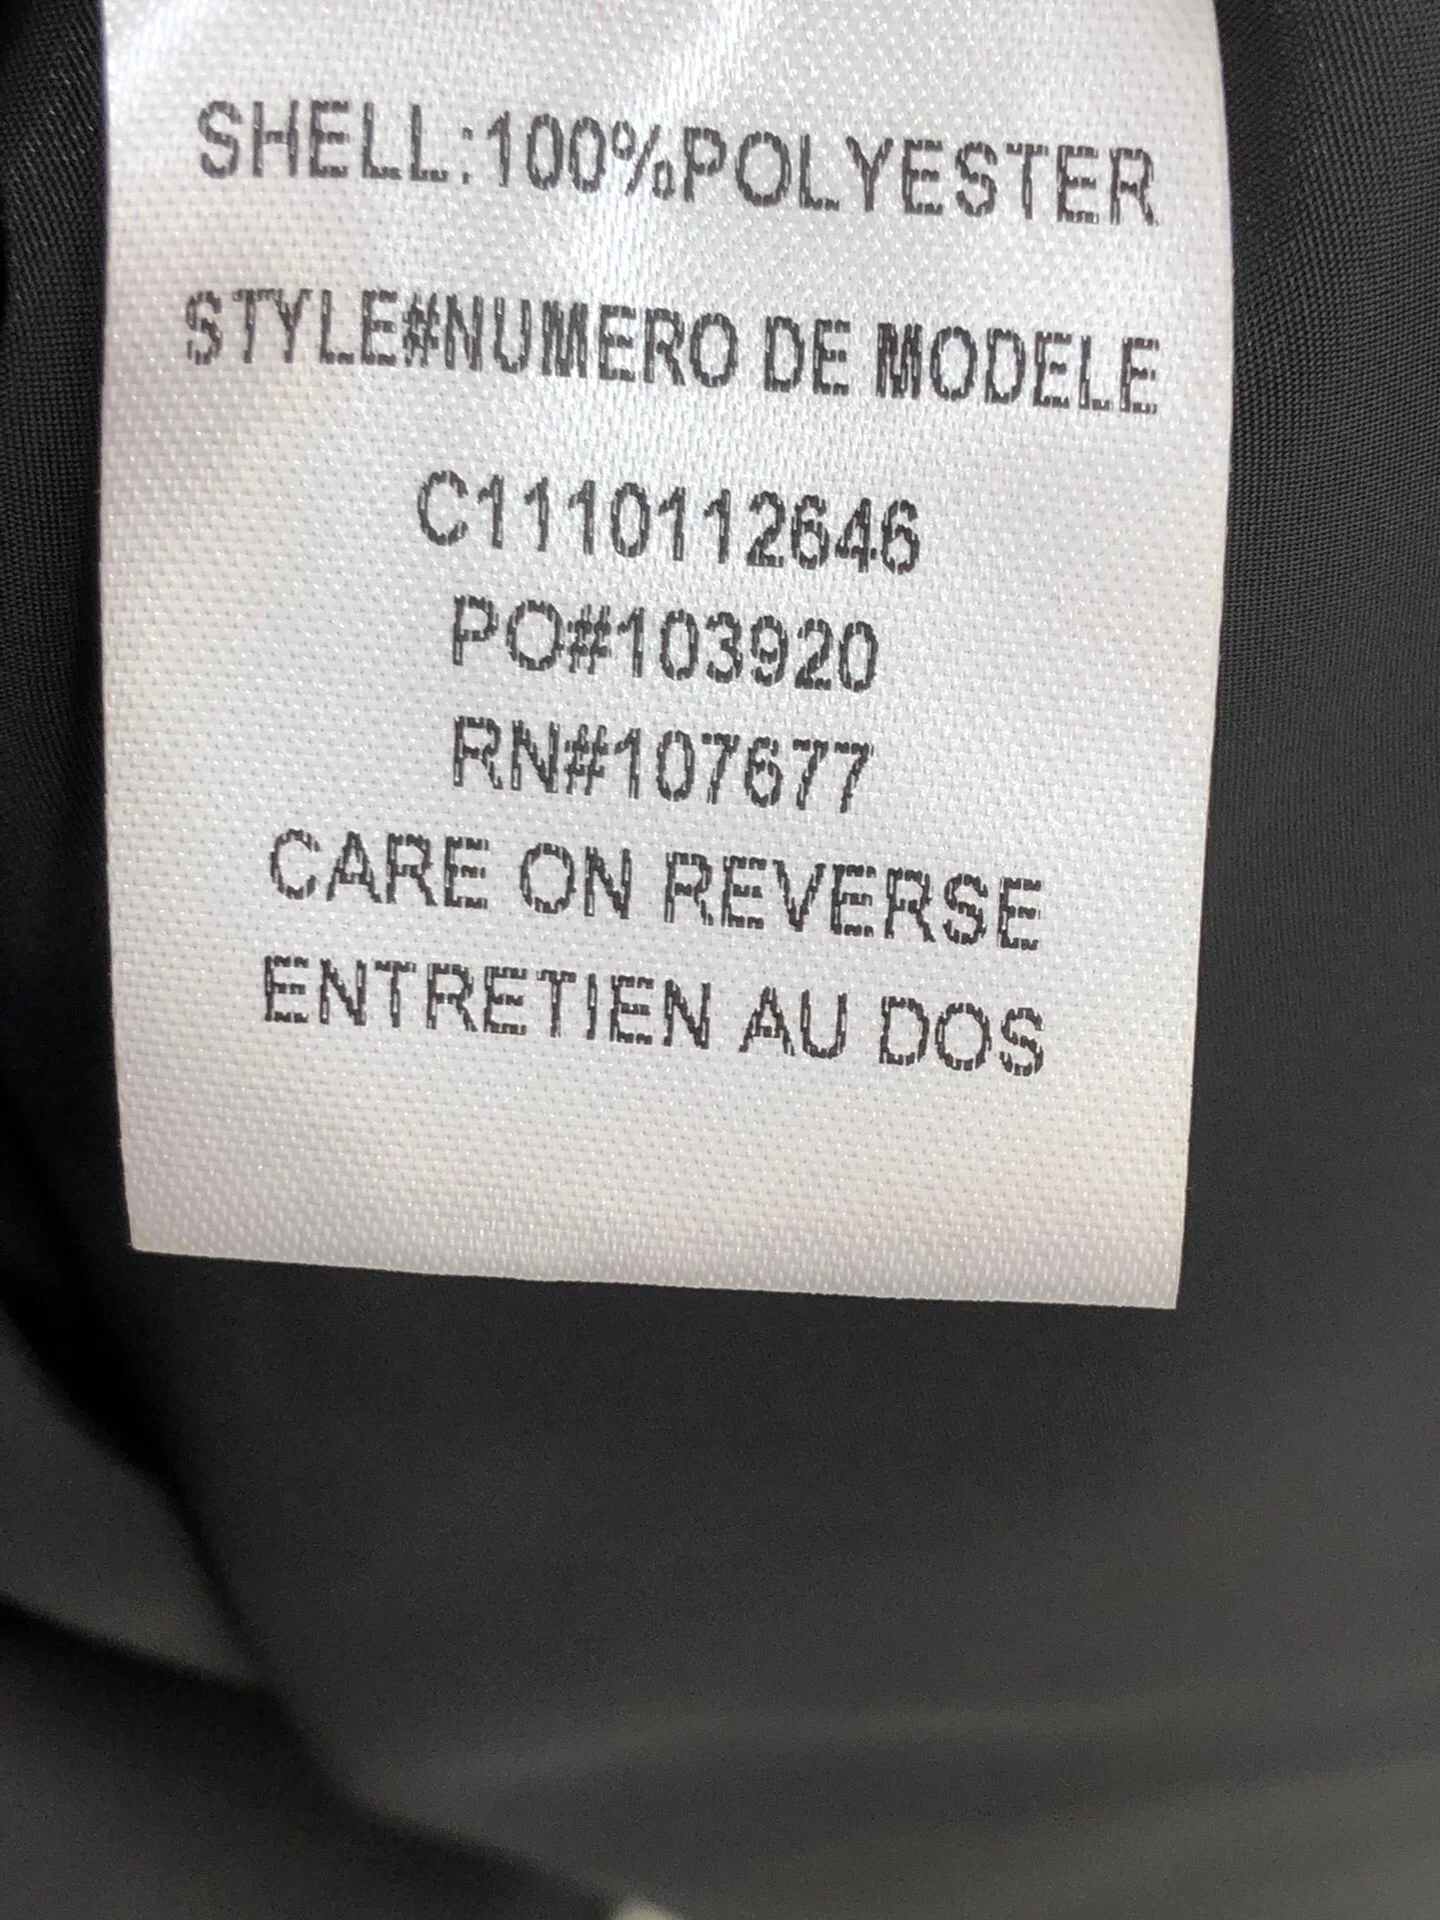 SHELL:100%POLYESTER
STYLE#NUMERO DE MODELE
C1110112646
PO#103920
RN#107677
CARE ON REVERSE
ENTRETIEN AU DOS